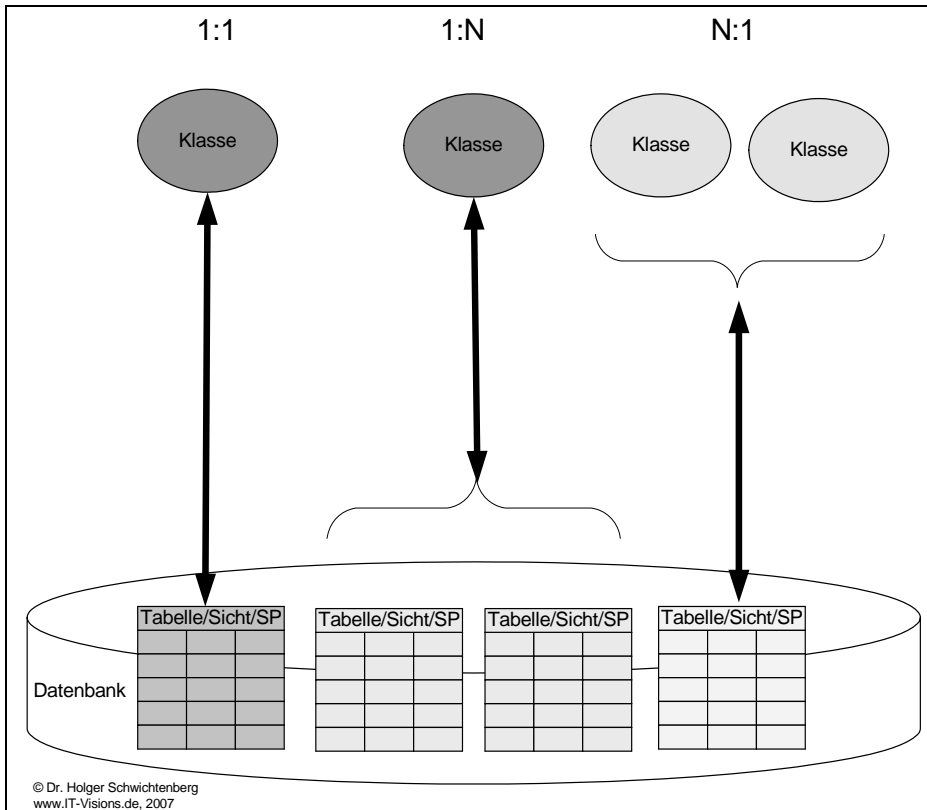 1:1
1:N
N:1
Klasse
Klasse
Klasse
Klasse
Tabelle/Sicht/SP
Tabelle/Sicht/SP
Tabelle/Sicht/SP
Tabelle/Sicht/SP
Datenbank
© Dr. Holger Schwichtenberg
www.IT-Visions.de, 2007